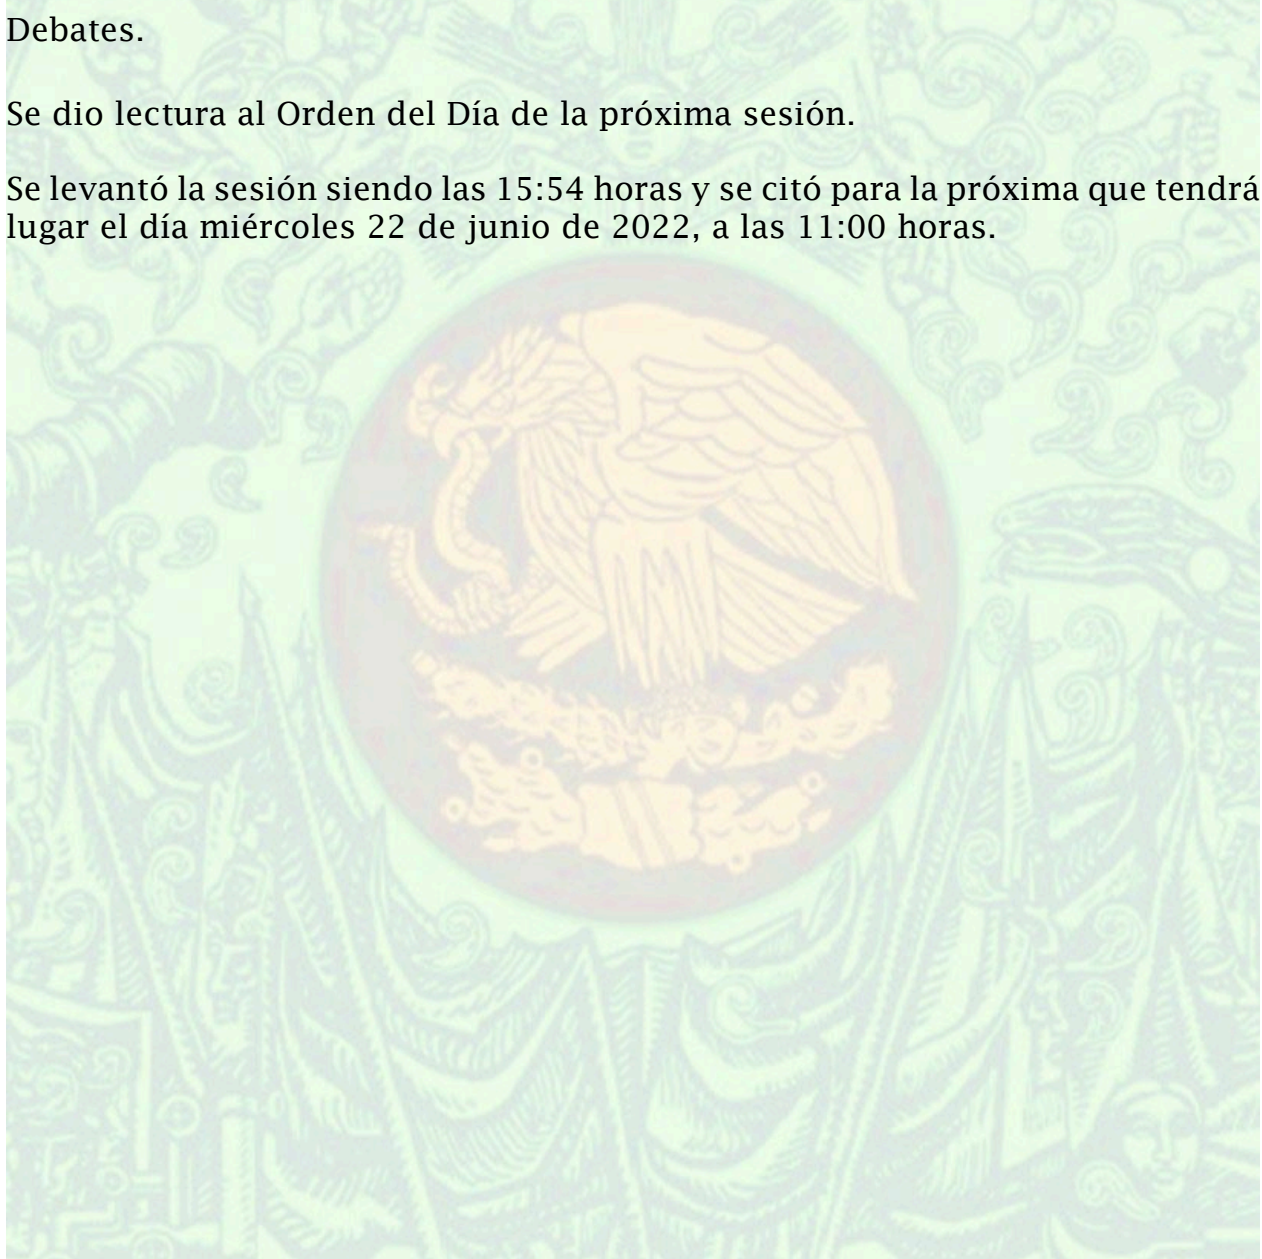 Debates.
Se dio lectura al Orden del Día de la próxima sesión.
Se levantó la sesión siendo las 15:54 horas y se citó para la próxima que tendrá
lugar el día miércoles 22 de junio de 2022, a las 11:00 horas.